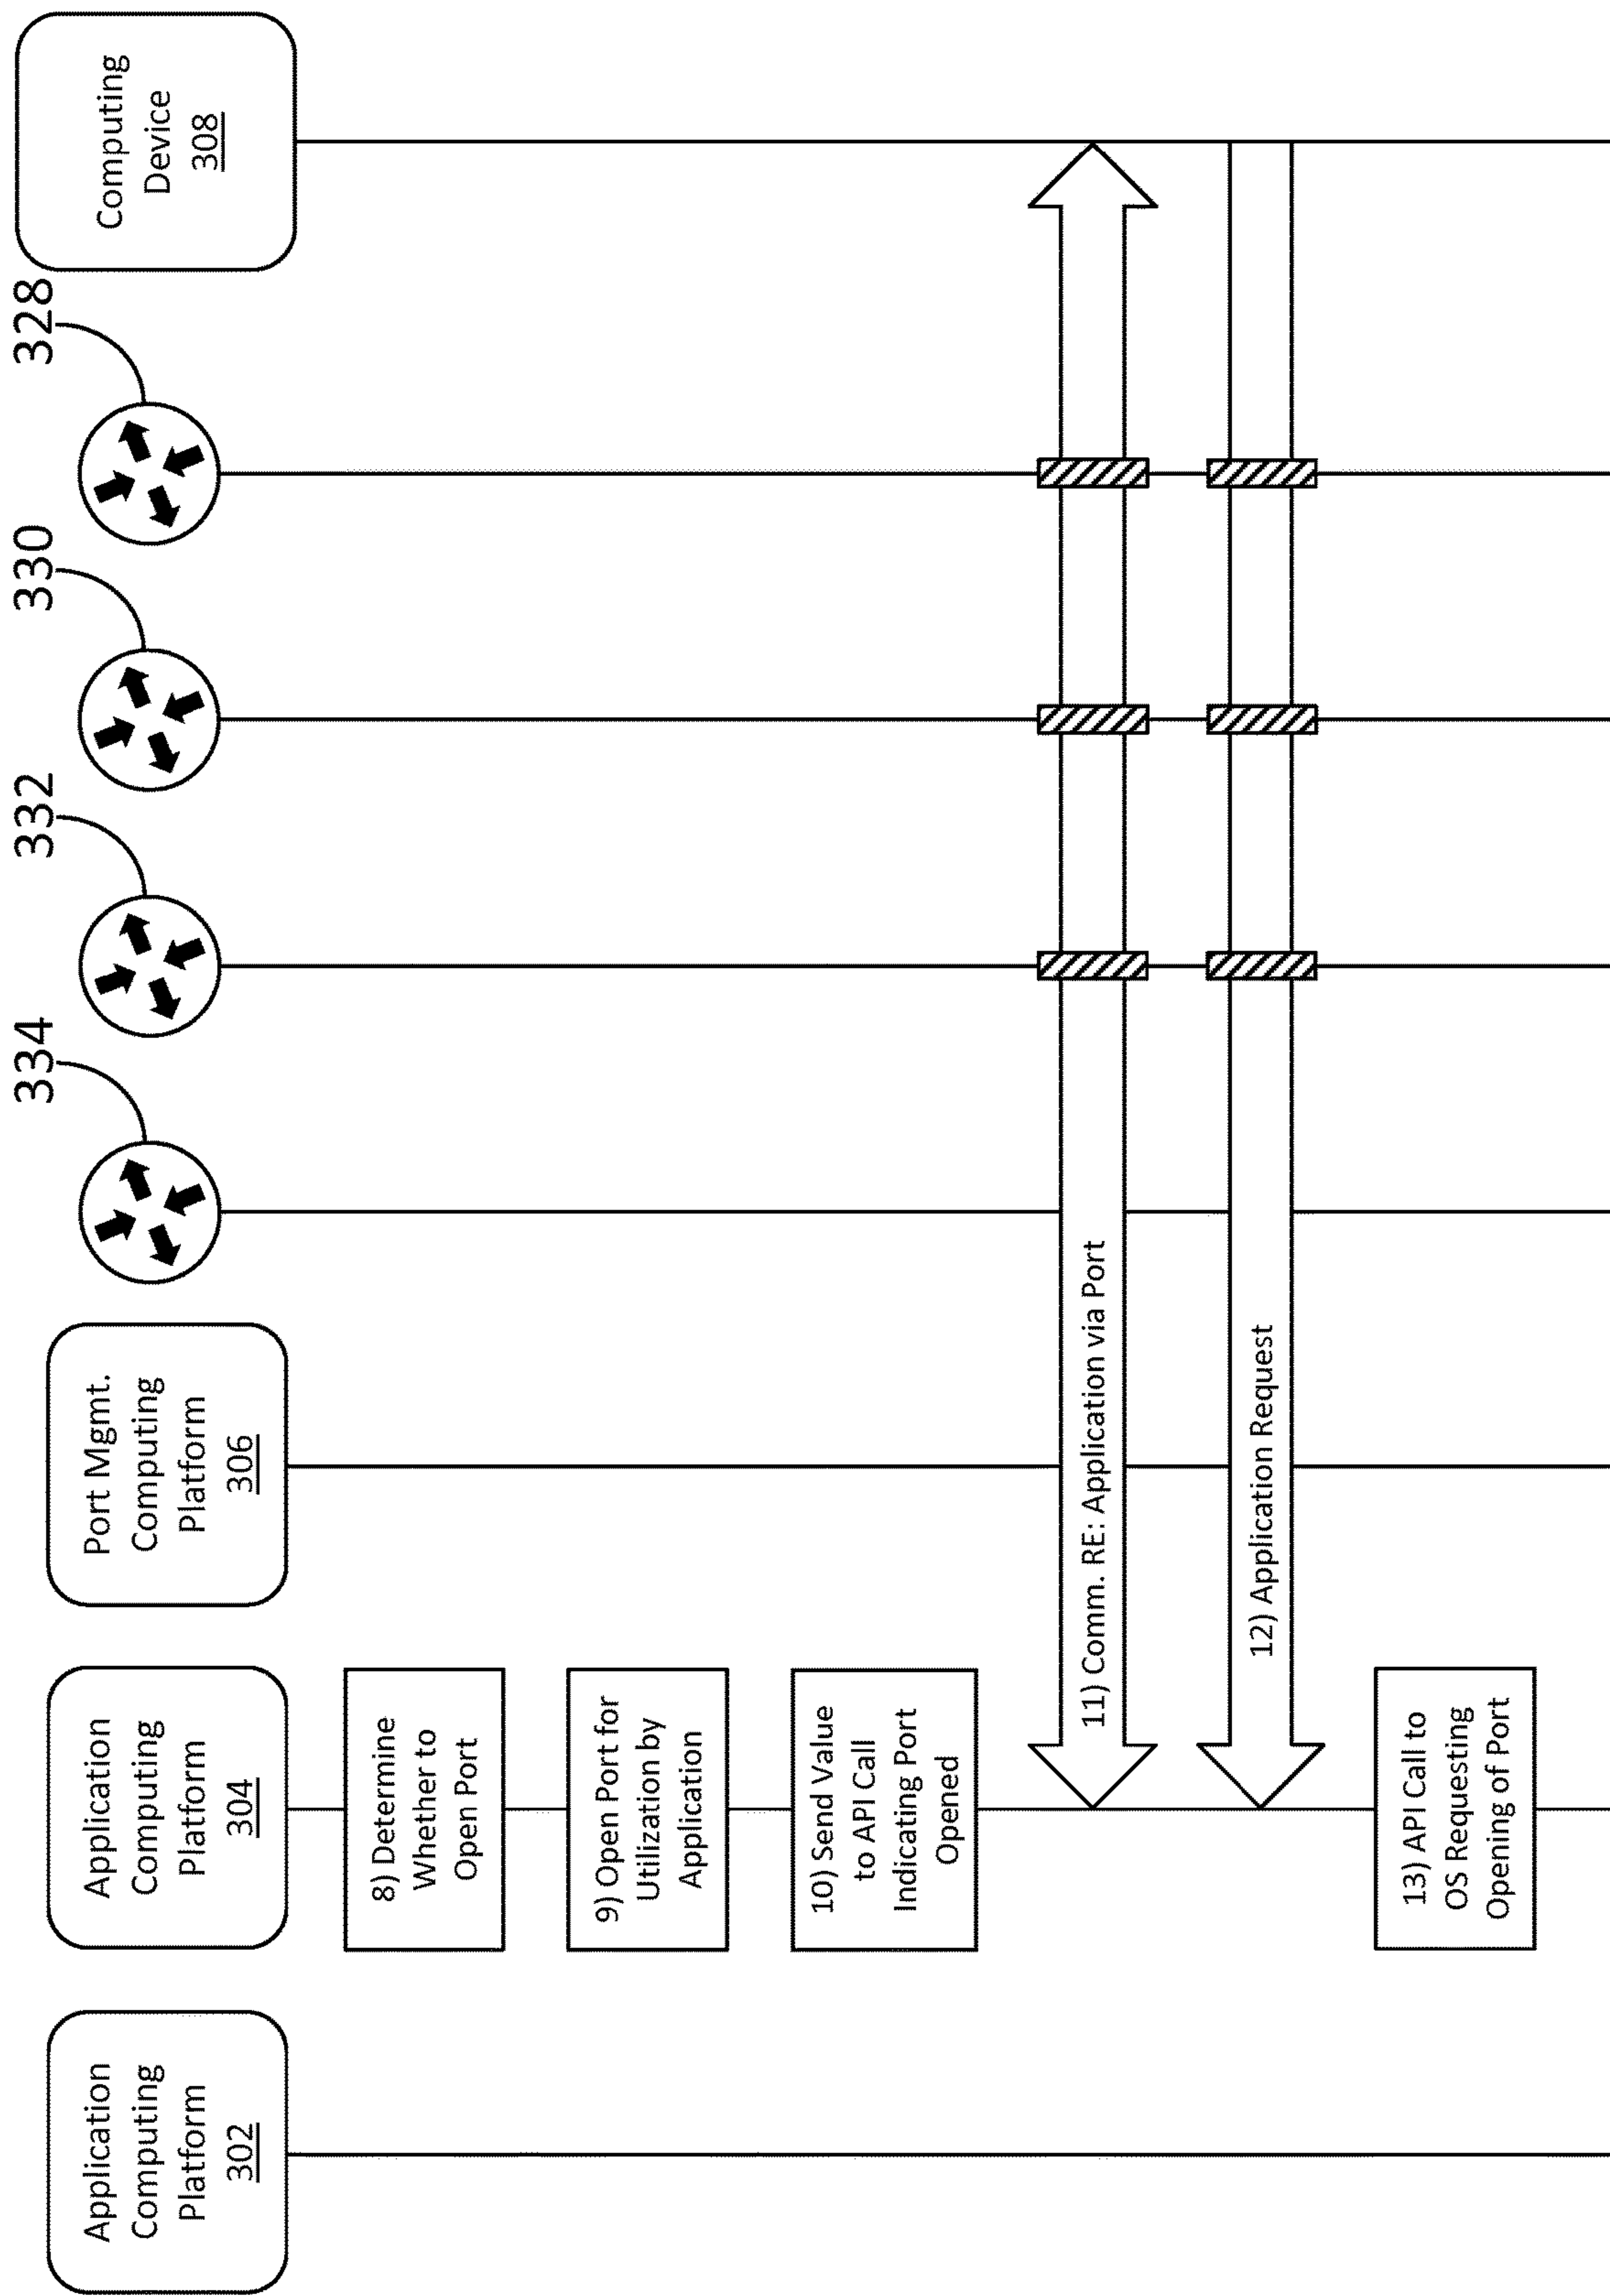 Application
Computing
Platform
302
Application
Computing
Platform
304
Port Mgmt.
Computing
Platform
306
334
332
330
328
Computing
Device
308
8) Determine
Whether to
Open Port
9) Open Port for
Utilization by
Application
10) Send Value
to API Call
Indicating Port
Opened
11) Comm. RE: Application via Port
12) Application Request
13) API Call to
OS Requesting
Opening of Port